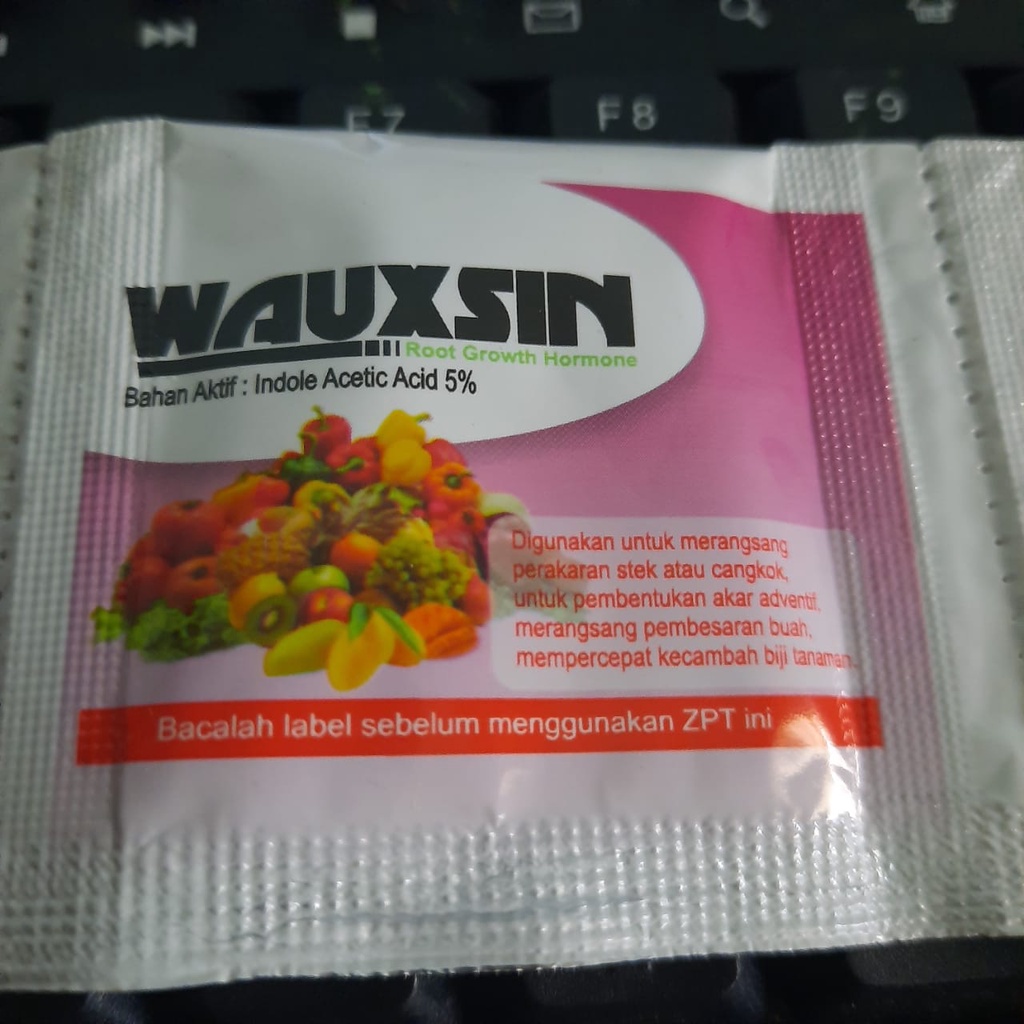 F7
F8
F9
WAUXSIN
Root Growth Hormone
Bahan Aktif : Indole Acetic Acid 5%
Digunakan untuk merangsang
perakaran stek atau cangkok,
untuk pembentukan akar adventif,
merangsang pembesaran buah,
mempercepat kecambah biji tanaman.
Bacalah label sebelum menggunakan ZPT ini